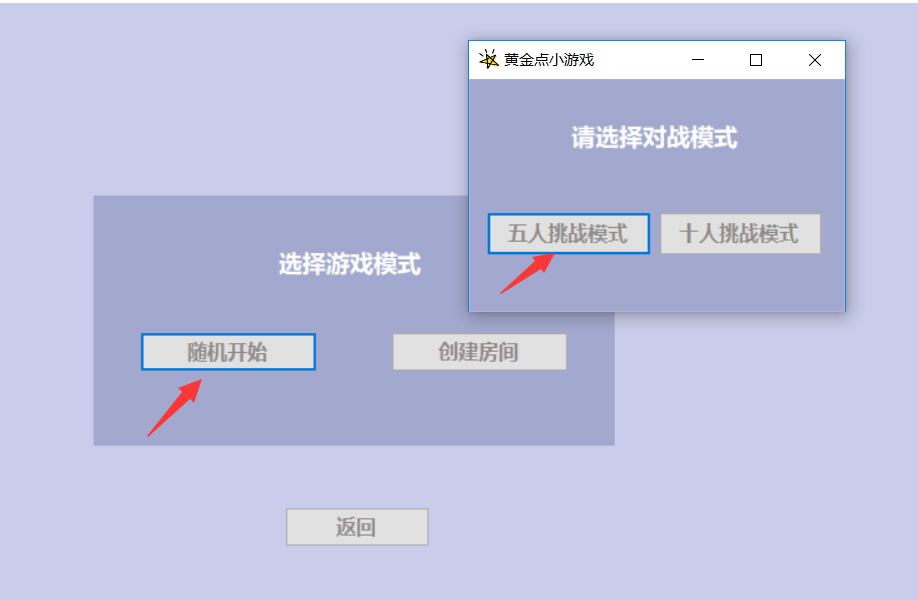 黄金点小游戏
请选择对战模式
五人挑战模式 十人挑战模式
选择游戏模式
随机开始 创建房间
返回